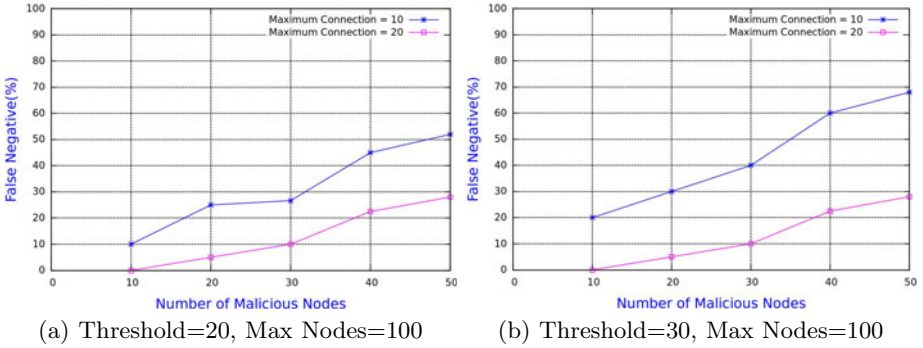 Maximum Connection = 10
Maximum Connection = 20
False Negative(%)
100
90
80
70
60
50
40
30
20
10
0
0 10 20 30 40 50
Number of Malicious Nodes
(a) Threshold=20, Max Nodes=100
Maximum Connection = 10
Maximum Connection = 20
False Negative(%)
100
90
80
70
60
50
40
30
20
10
0
0 10 20 30 40 50
Number of Malicious Nodes
(b) Threshold=30, Max Nodes=100